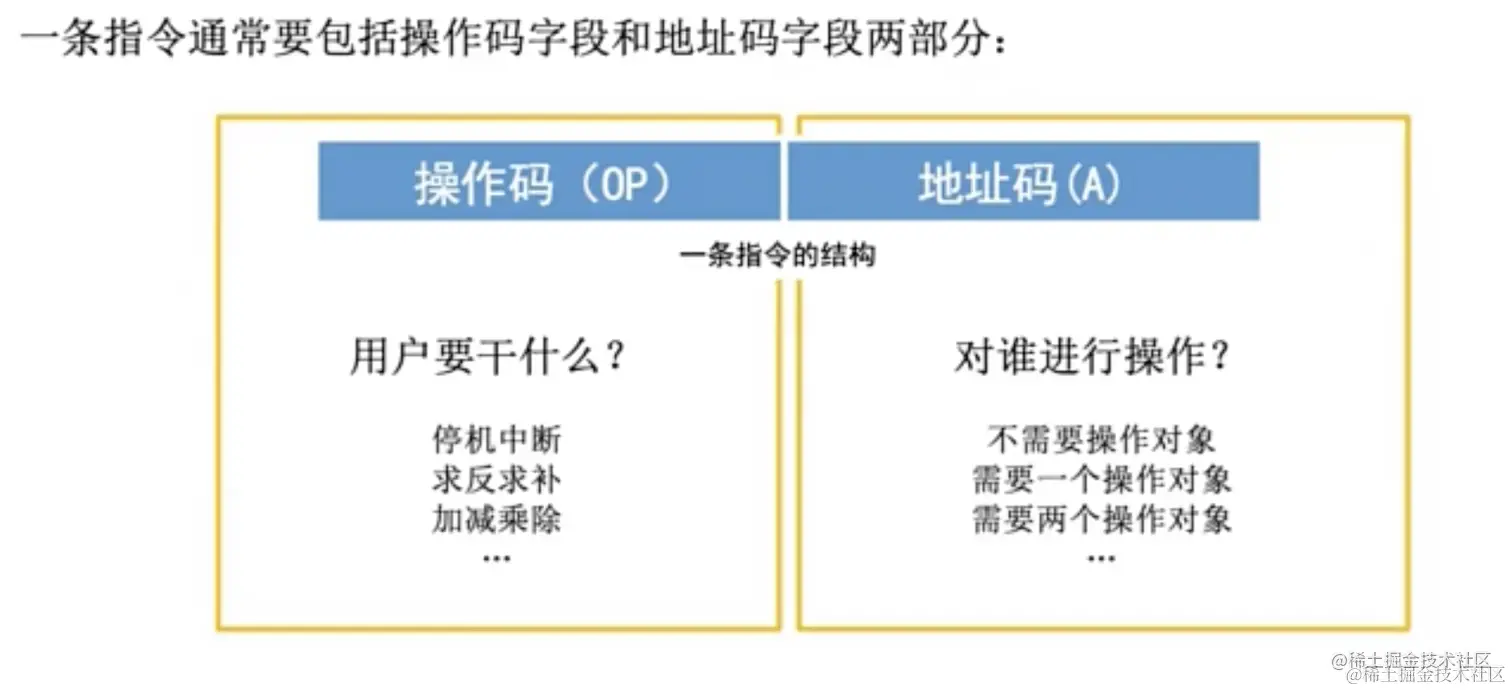 一条指令通常要包括操作码字段和地址码字段两部分:
操作码（OP） 地址码(A)
一条指令的结构
用户要干什么?
停机中断
求反求补
加减乘除
...
对谁进行操作?
不需要操作对象
需要一个操作对象
需要两个操作对象
...
@稀土掘金技术社区
@稀土掘金技术社区